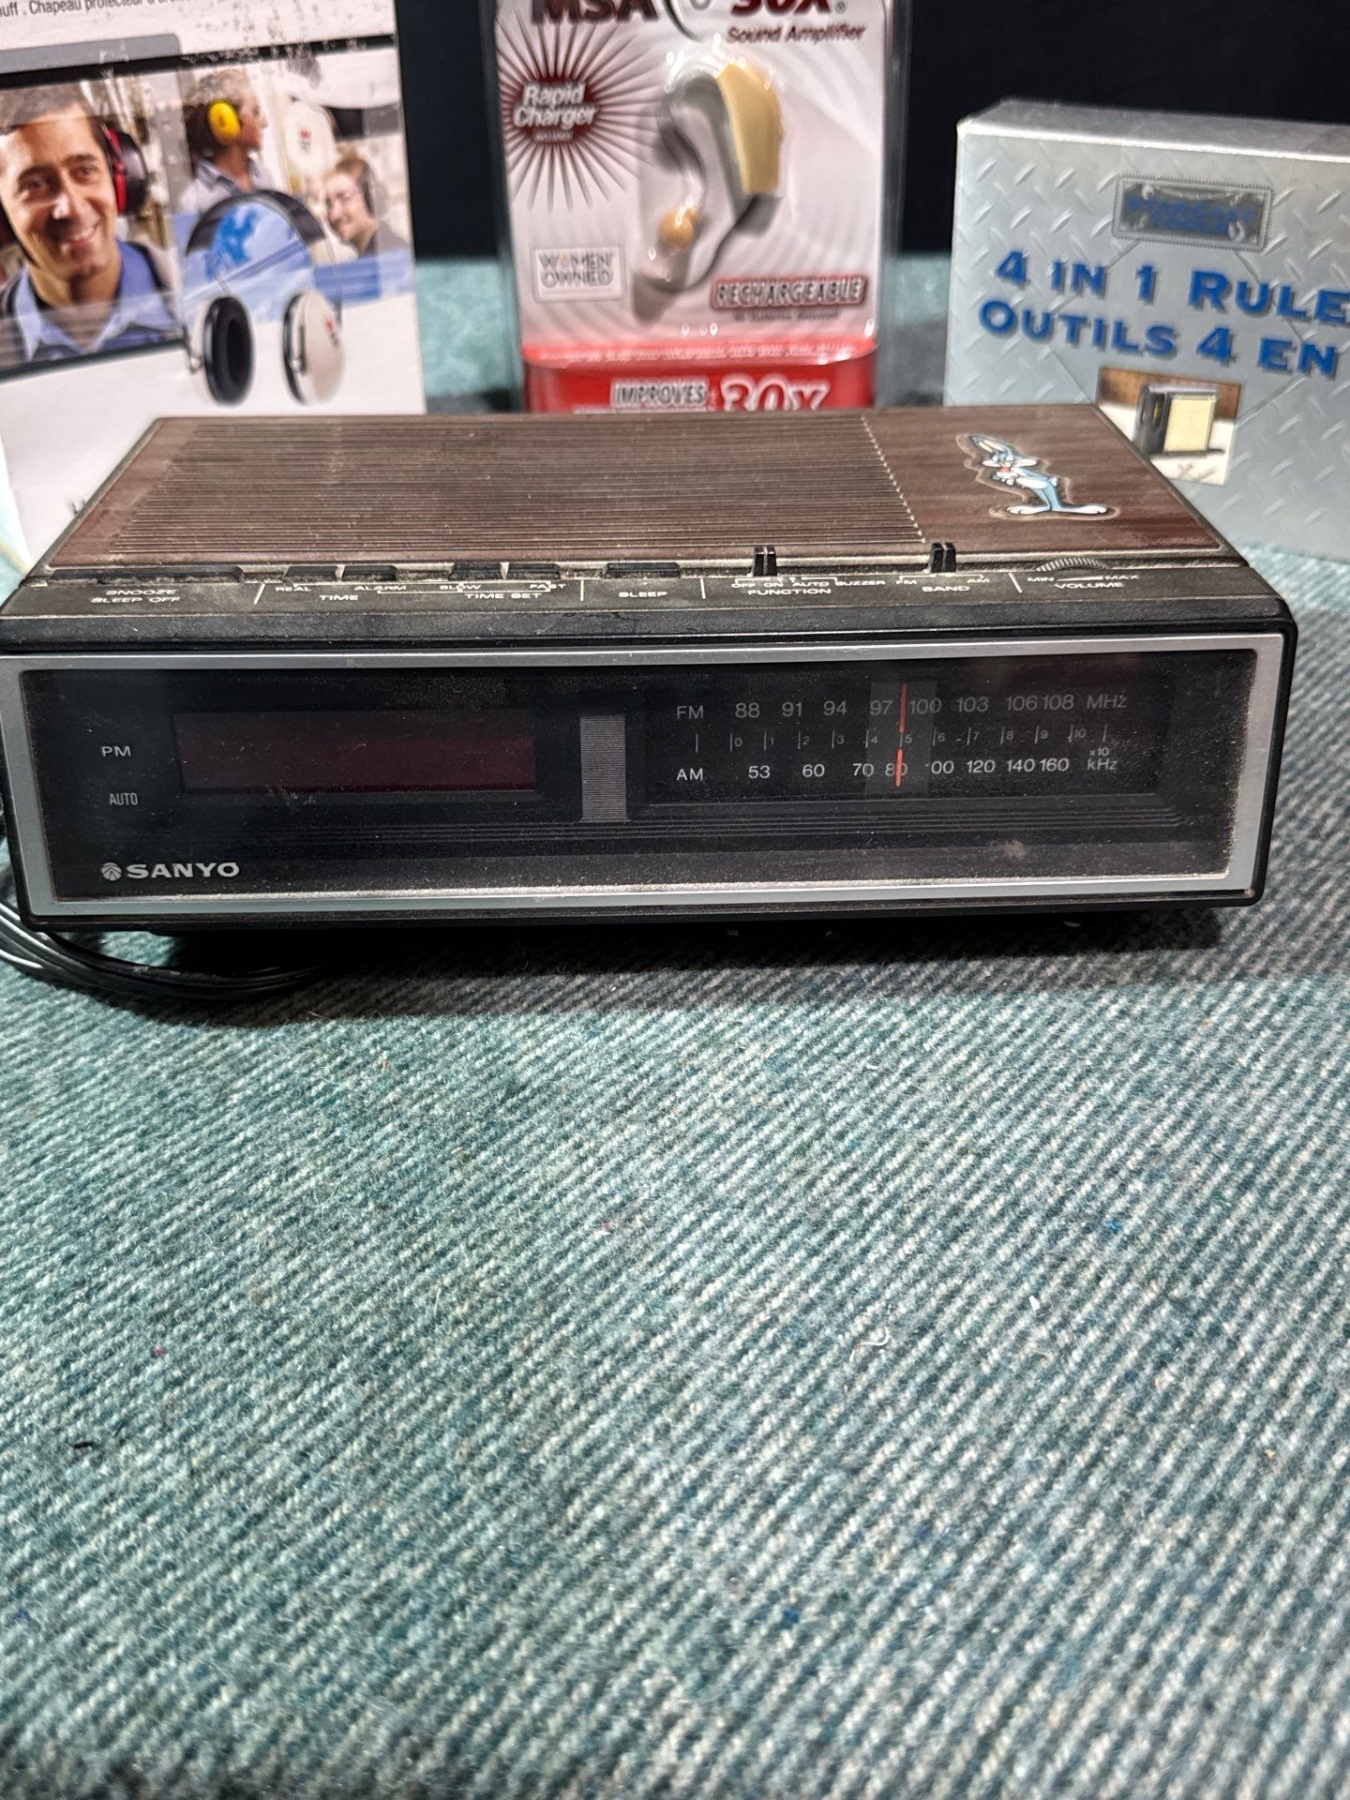 MSA 30X®
Sound Amplifier
Rapid
Charger
WOMEN
OWNED
RECHARGEABLE
IMPROVES
30x
4 IN 1 RULE
OUTILS 4 EN
SNOOZE
SLEEP OFF
REAL ALARM
TIME
SLOW FAST
TIME SET
SLEEP
OFF ON AUTO BUZZER
FUNCTION
FM AM
BAND
MIN MAX
VOLUME
PM
AUTO
SANYO
FM 88 91 94 97 100 103 106 108 MHz
0 1 2 3 4 5 6 7 8 9 10
AM 53 60 70 80 100 120 140 160 x10 kHz